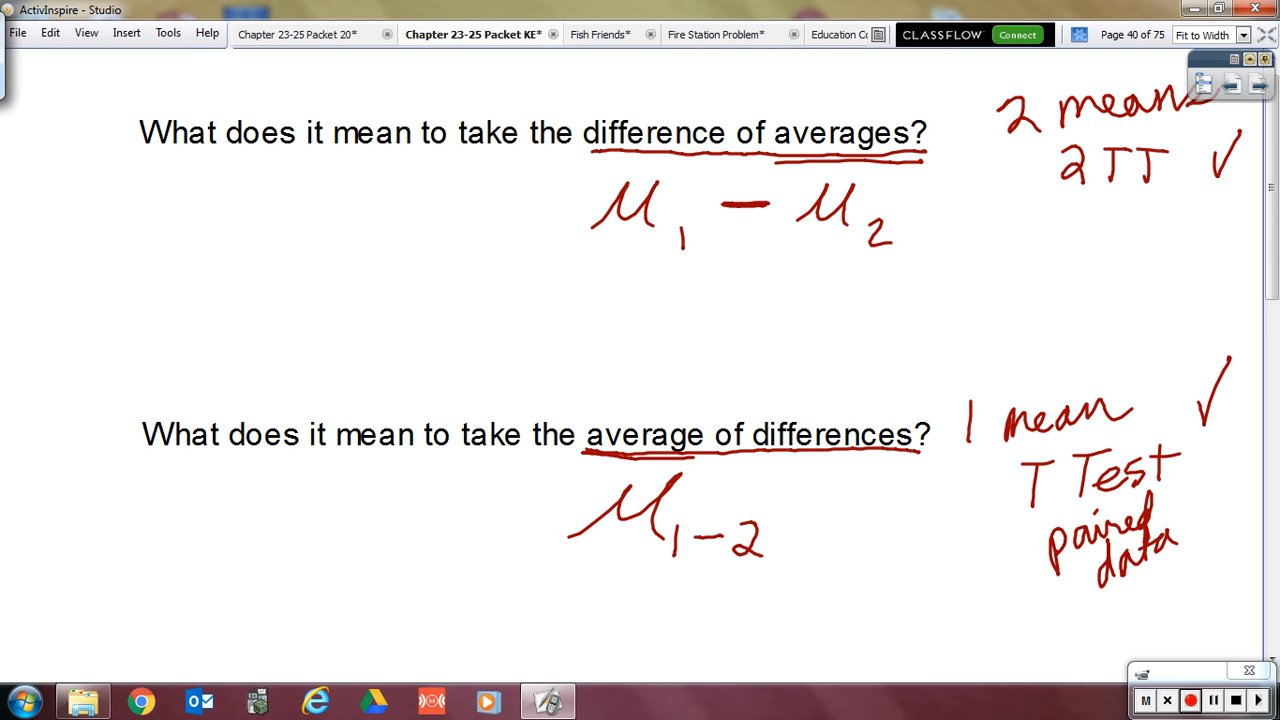 ActivInspire - Studio
File Edit View Insert Tools Help
Chapter 23-25 Packet 20* Chapter 23-25 Packet KE* Fish Friends* Fire Station Problem* Education Co CLASSFLOW Connect Page 40 of 75 Fit to Width
2 means
What does it mean to take the difference of averages?
2 TT ✓
μ₁ − μ₂
1 mean ✓
What does it mean to take the average of differences?
T Test
μ₁₋₂
paired
data
M